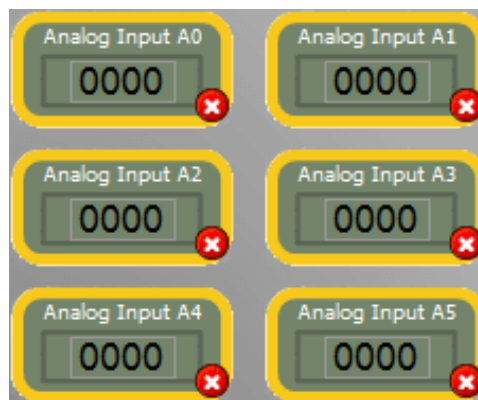 Analog Input A0
0000
Analog Input A1
0000
Analog Input A2
0000
Analog Input A3
0000
Analog Input A4
0000
Analog Input A5
0000